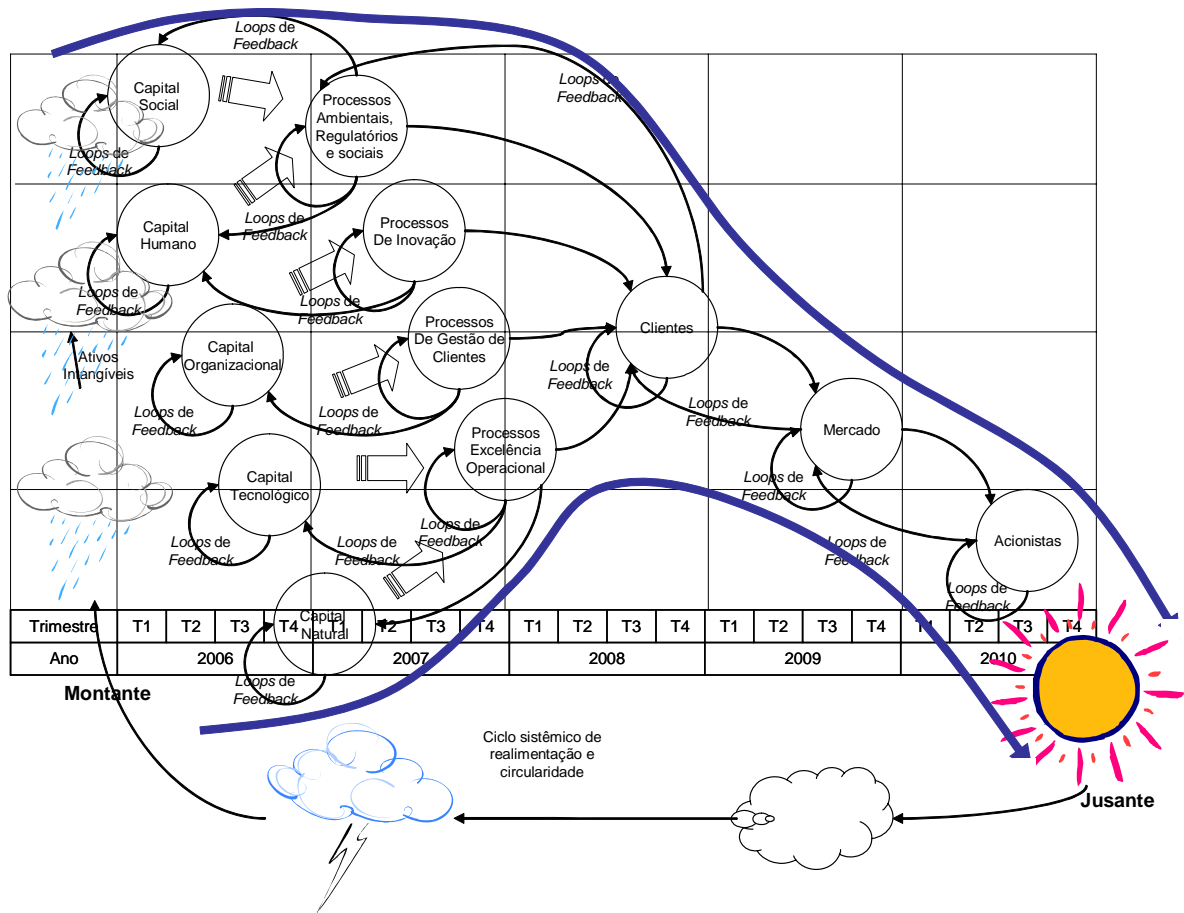 Loops de
Feedback
Loops de
Feedback
Capital
Social
Processos
Ambientais,
Regulatórios
e sociais
Loops de
Feedback
Loops de
Feedback
Capital
Humano
Processos
De Inovação
Loops de
Feedback
Loops de
Feedback
Processos
De Gestão de
Clientes
Clientes
Capital
Organizacional
Ativos
Intangíveis
Loops de
Feedback
Loops de
Feedback
Loops de
Feedback
Loops de
Feedback
Processos
Excelência
Operacional
Mercado
Capital
Tecnológico
Loops de
Feedback
Loops de
Feedback
Loops de
Feedback
Loops de
Feedback
Loops de
Feedback
Acionistas
Loops de
Feedback
Capital
Natural
Trimestre T1 T2 T3 T4 T1 T2 T3 T4 T1 T2 T3 T4 T1 T2 T3 T4 T1 T2 T3 T4
Ano 2006 2007 2008 2009 2010
Loops de
Feedback
Montante
Ciclo sistêmico de
realimentação e
circularidade
Jusante